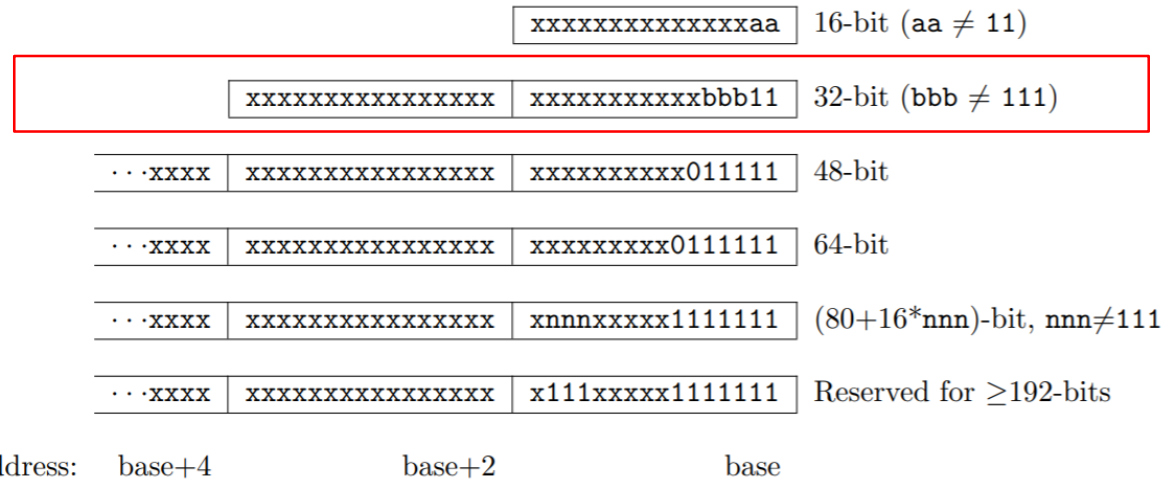 xxxxxxxxxxxxxxaa 16-bit (aa ≠ 11)
xxxxxxxxxxxxxxxx xxxxxxxxxxxbbb11 32-bit (bbb ≠ 111)
···xxxx xxxxxxxxxxxxxxxx xxxxxxxxxx011111 48-bit
···xxxx xxxxxxxxxxxxxxxx xxxxxxxxx0111111 64-bit
···xxxx xxxxxxxxxxxxxxxx xnnnxxxxx1111111 (80+16*nnn)-bit, nnn≠111
···xxxx xxxxxxxxxxxxxxxx x111xxxxx1111111 Reserved for ≥192-bits
ldress: base+4 base+2 base